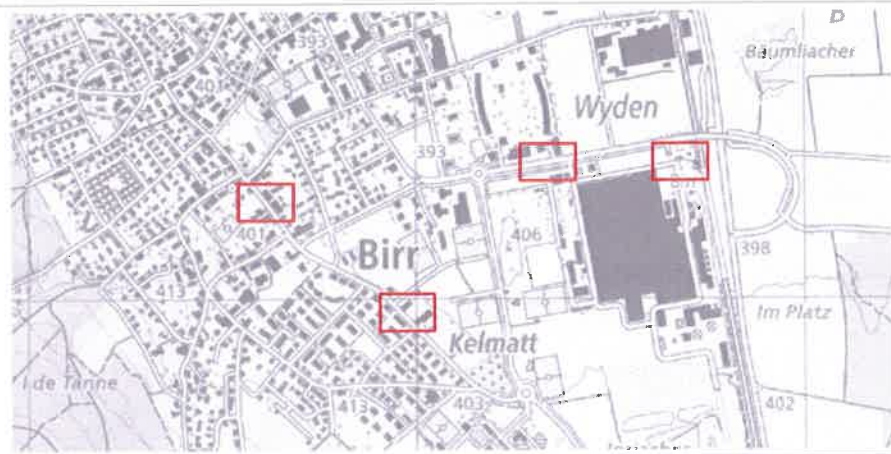 D
393
Baumliacher
401
Wyden
393
401
406
Birr
398
413
Im Platz
Kelmatt
I de Tanne
413
403
402